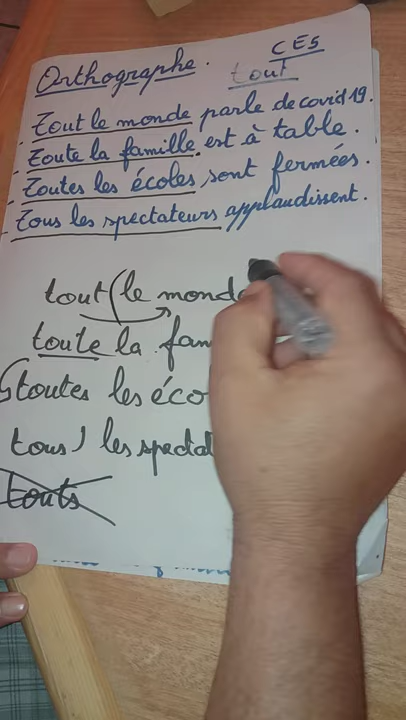 Orthographe. CE5
tout
- Tout le monde parle de covid 19.
- Toute la famille est à table.
- Toutes les écoles sont fermées.
- Tous les spectateurs applaudissent.
tout (le monde
toute la fam
(toutes les éco
tous) les spectat
touts